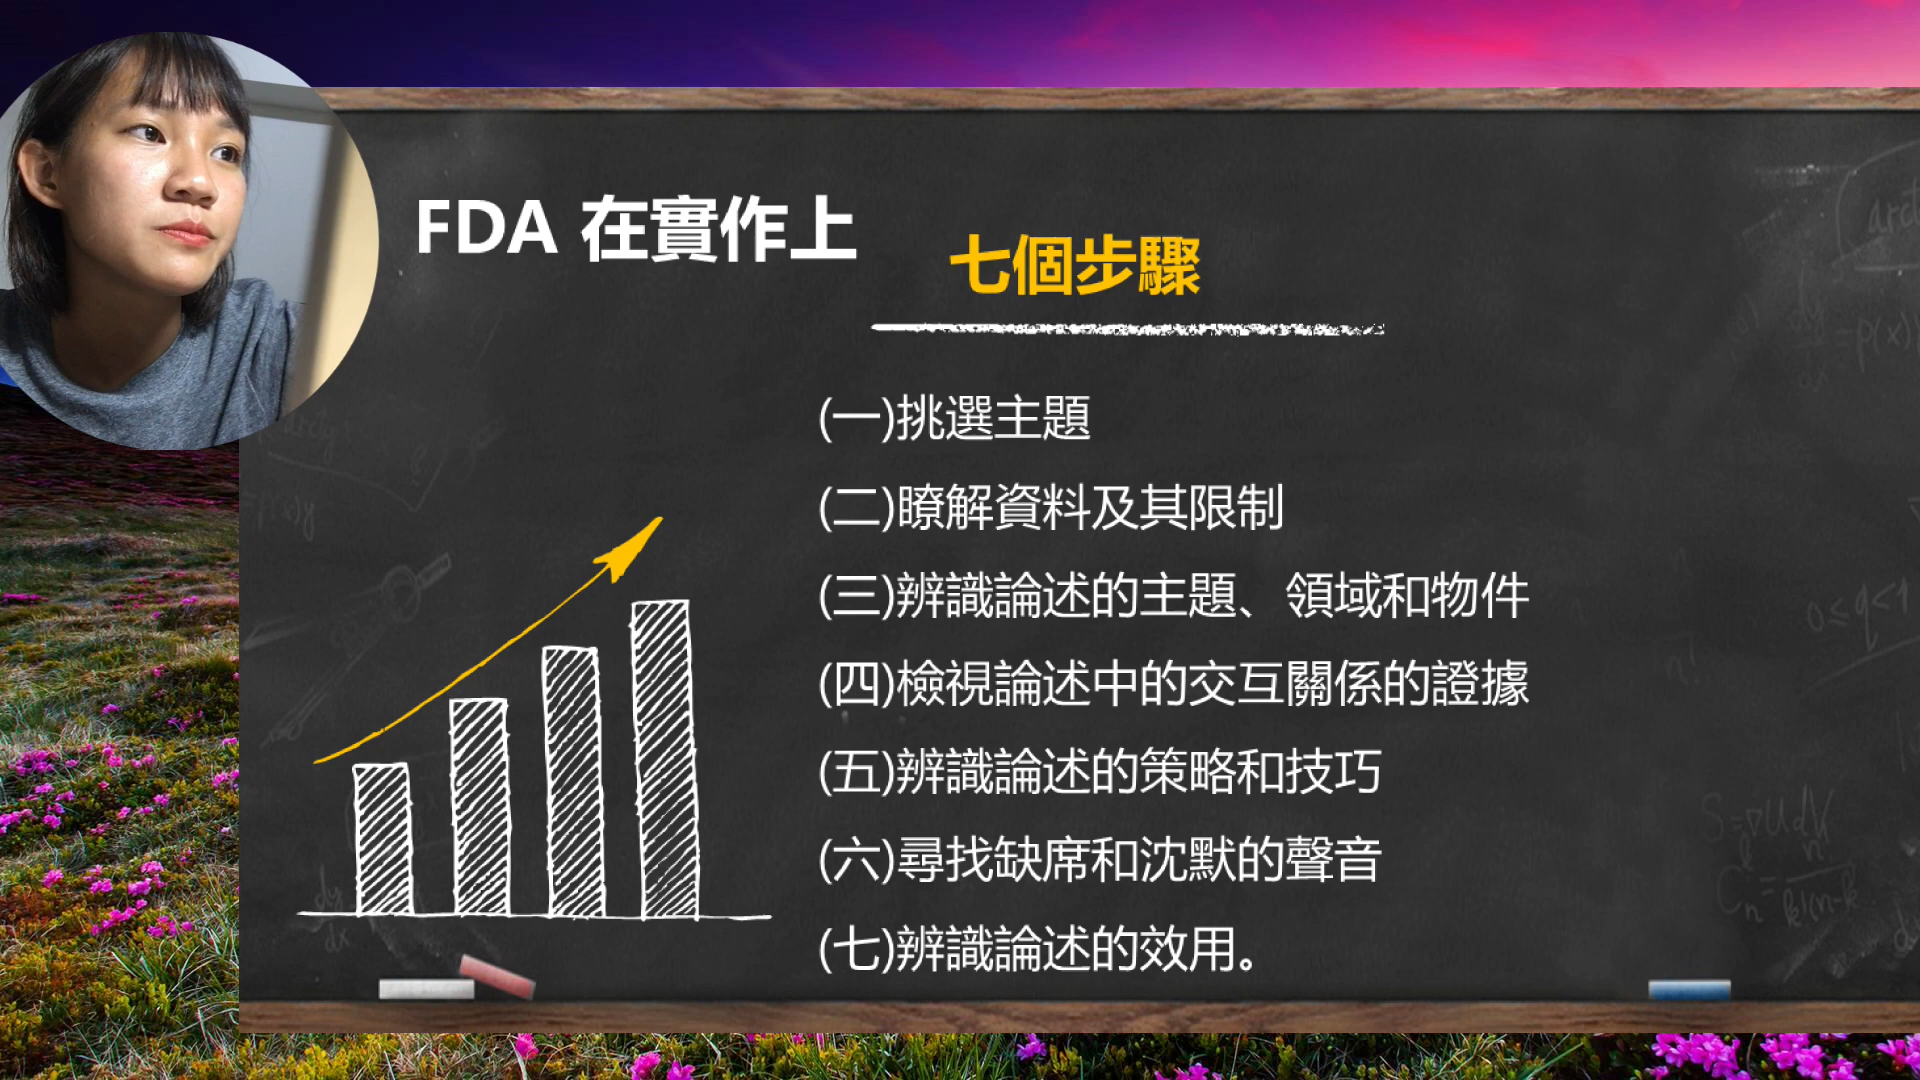 FDA 在實作上
七個步驟
(一)挑選主題
(二)瞭解資料及其限制
(三)辨識論述的主題、領域和物件
(四)檢視論述中的交互關係的證據
(五)辨識論述的策略和技巧
(六)尋找缺席和沈默的聲音
(七)辨識論述的效用。
0≤q<1
S=∇UdV